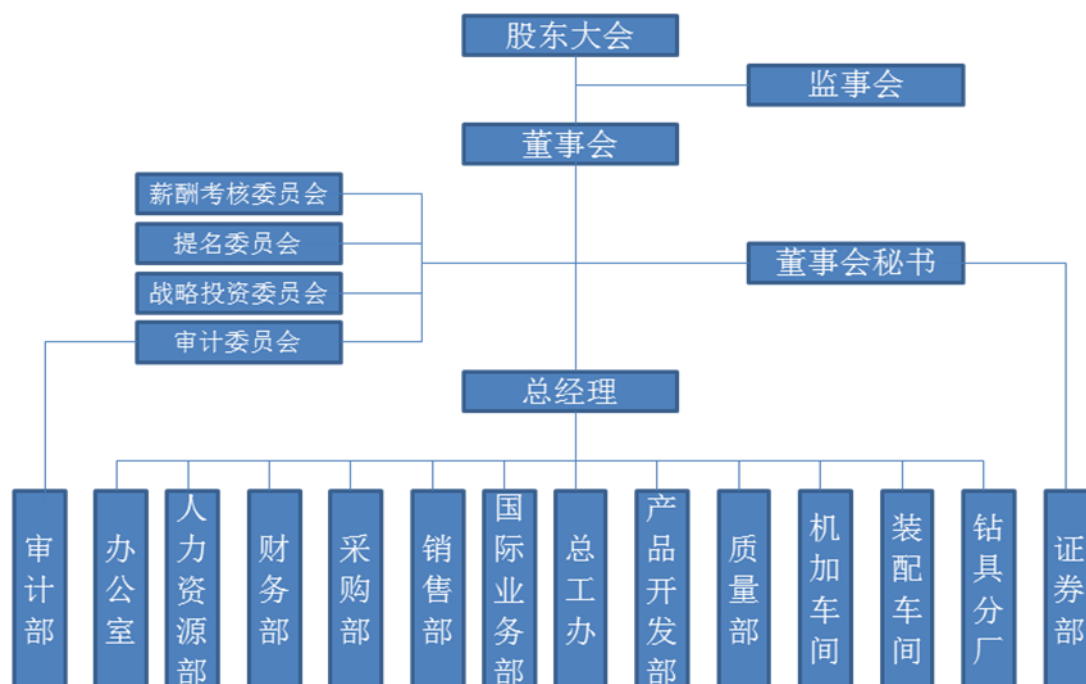 股东大会
监事会
董事会
薪酬考核委员会
提名委员会
董事会秘书
战略投资委员会
审计委员会
总经理
审计部
办公室
人力资源部
财务部
采购部
销售部
国际业务部
总工办
产品开发部
质量部
机加车间
装配车间
钻具分厂
证券部